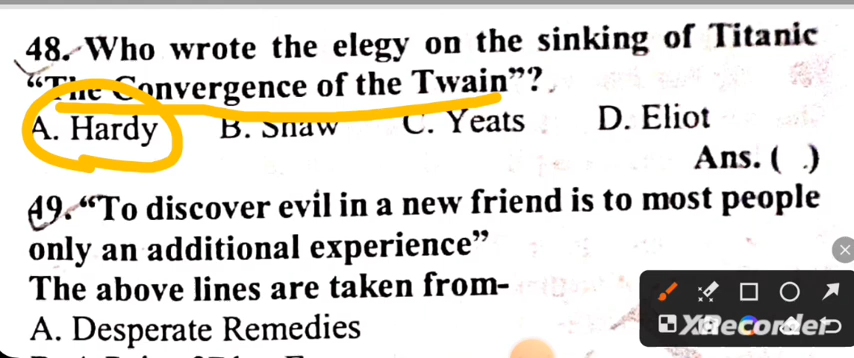 48. Who wrote the elegy on the sinking of Titanic
“The Convergence of the Twain”?
A. Hardy B. Shaw C. Yeats D. Eliot
Ans. ( )
49. “To discover evil in a new friend is to most people
only an additional experience”
The above lines are taken from-
A. Desperate Remedies
XRecorder